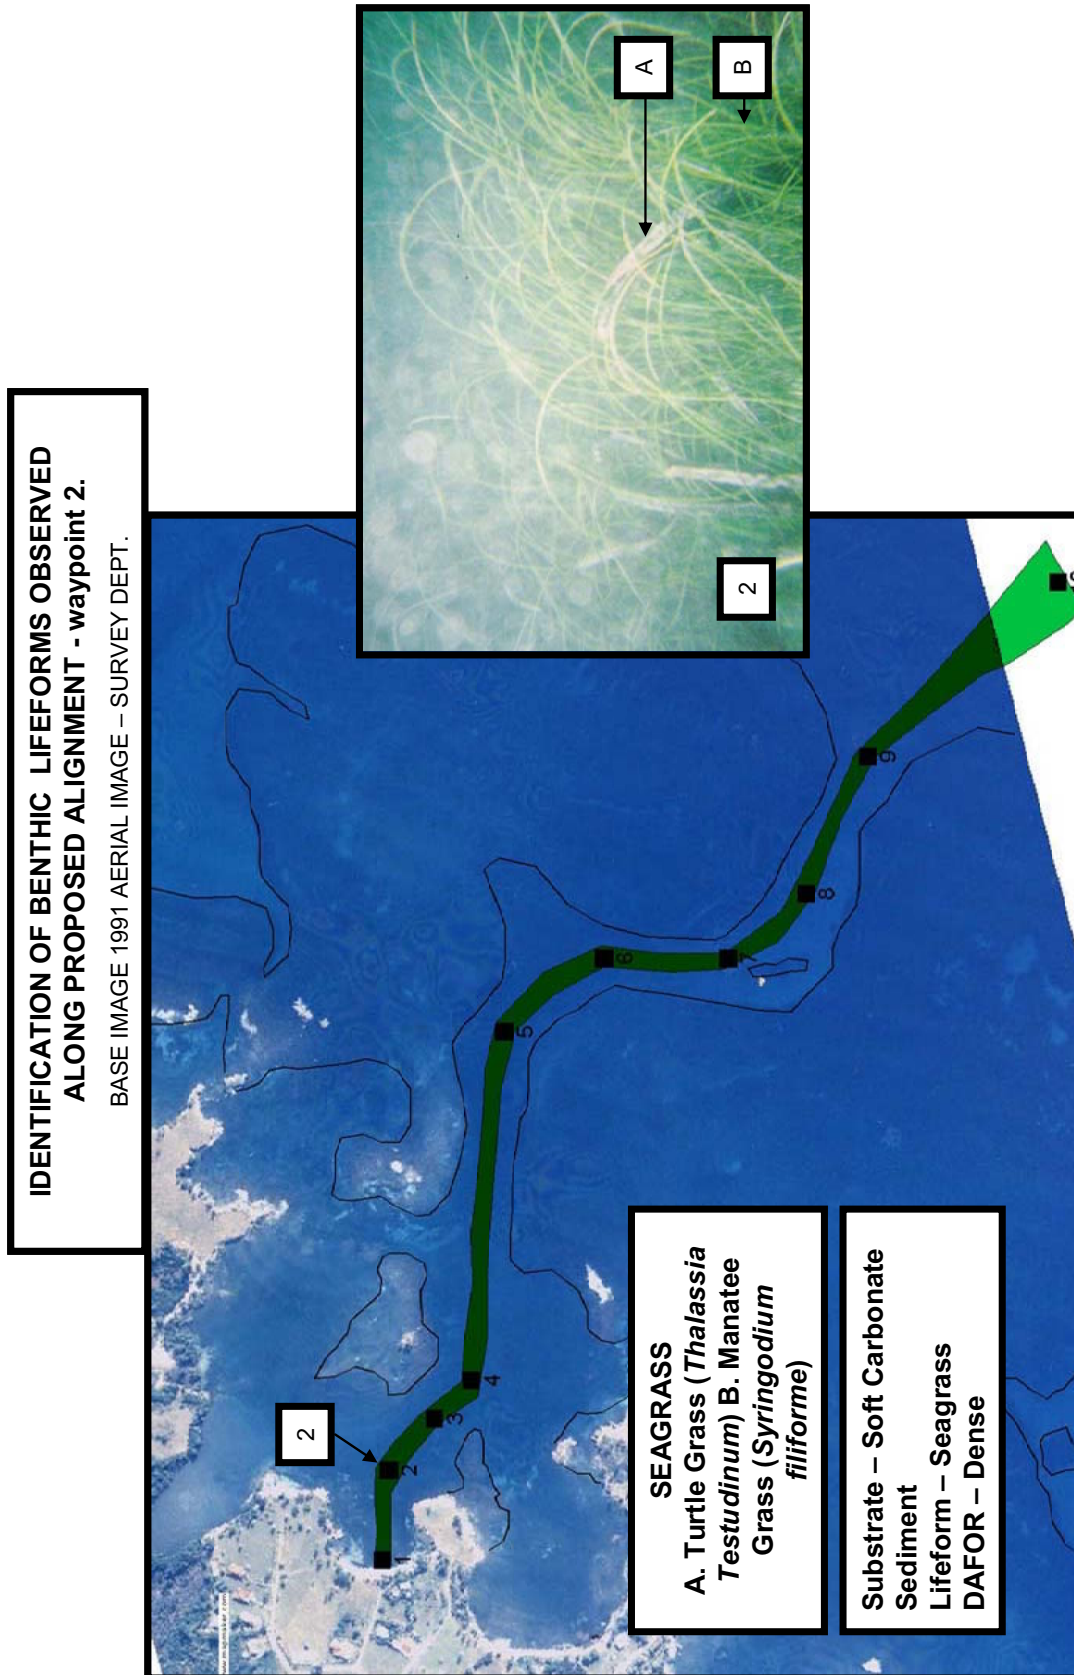 IDENTIFICATION OF BENTHIC LIFEFORMS OBSERVED
ALONG PROPOSED ALIGNMENT - waypoint 2.
BASE IMAGE 1991 AERIAL IMAGE – SURVEY DEPT.
2
1
2
3
4
5
6
7
8
9
A
B
2
SEAGRASS
A. Turtle Grass (Thalassia
Testudinum) B. Manatee
Grass (Syringodium
filiforme)
Substrate – Soft Carbonate
Sediment
Lifeform – Seagrass
DAFOR – Dense